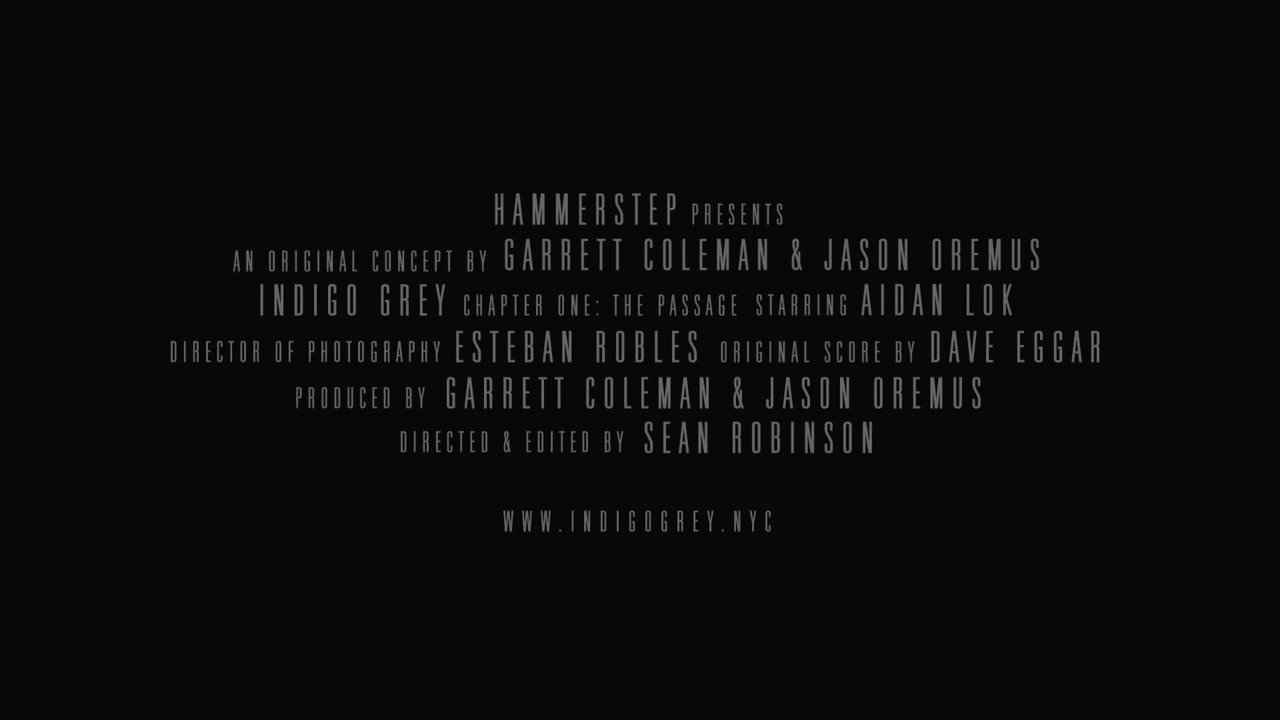 HAMMERSTEP PRESENTS
AN ORIGINAL CONCEPT BY GARRETT COLEMAN & JASON OREMUS
INDIGO GREY CHAPTER ONE: THE PASSAGE STARRING AIDAN LOK
DIRECTOR OF PHOTOGRAPHY ESTEBAN ROBLES ORIGINAL SCORE BY DAVE EGGAR
PRODUCED BY GARRETT COLEMAN & JASON OREMUS
DIRECTED & EDITED BY SEAN ROBINSON
WWW.INDIGOGREY.NYC